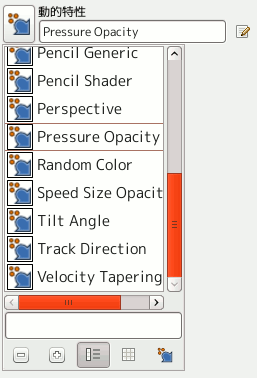 動的特性
Pressure Opacity
Pencil Generic
Pencil Shader
Perspective
Pressure Opacity
Random Color
Speed Size Opacit
Tilt Angle
Track Direction
Velocity Tapering